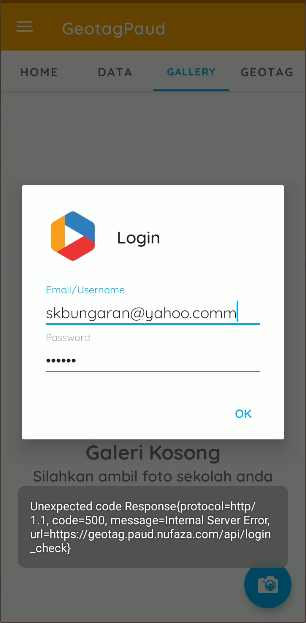 GeotagPaud
HOME DATA GALLERY GEOTAG
Login
Email/Username
skbungaran@yahoo.comm
Password
••••••
OK
Galeri Kosong
Silahkan ambil foto sekolah anda
Unexpected code Response{protocol=http/
1.1, code=500, message=Internal Server Error,
url=https://geotag.paud.nufaza.com/api/login
_check}